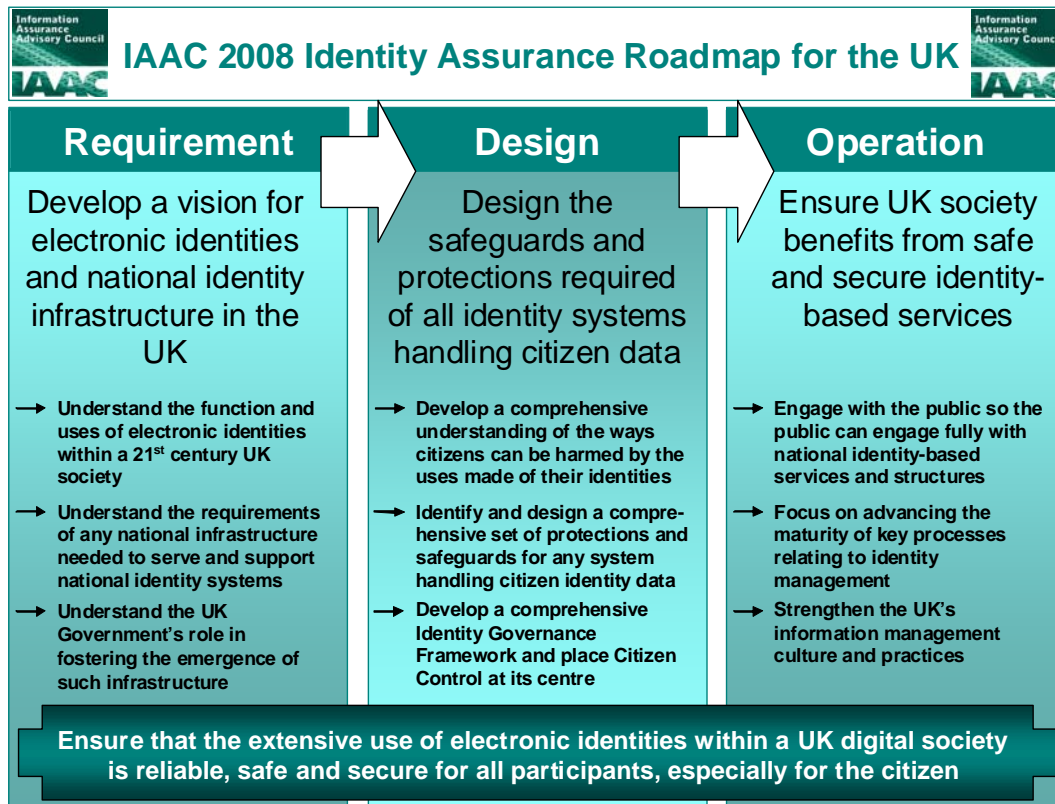 Information
Assurance
Advisory Council
IAAC
IAAC 2008 Identity Assurance Roadmap for the UK
Information
Assurance
Advisory Counc
IAAC
Requirement
Develop a vision for
electronic identities
and national identity
infrastructure in the
UK
Understand the function and
uses of electronic identities
within a 21st century UK
society
Understand the requirements
of any national infrastructure
needed to serve and support
national identity systems
Understand the UK
Government's role in
fostering the emergence of
such infrastructure
Design
Design the
safeguards and
protections required
of all identity systems
handling citizen data
Develop a comprehensive
understanding of the ways
citizens can be harmed by the
uses made of their identities
Identify and design a compre-
hensive set of protections and
safeguards for any system
handling citizen identity data
Develop a comprehensive
Identity Governance
Framework and place Citizen
Control at its centre
Operation
Ensure UK society
benefits from safe
and secure identity-
based services
Engage with the public so the
public can engage fully with
national identity-based
services and structures
Focus on advancing the
maturity of key processes
relating to identity
management
Strengthen the UK's
information management
culture and practices
Ensure that the extensive use of electronic identities within a UK digital society
is reliable, safe and secure for all participants, especially for the citizen